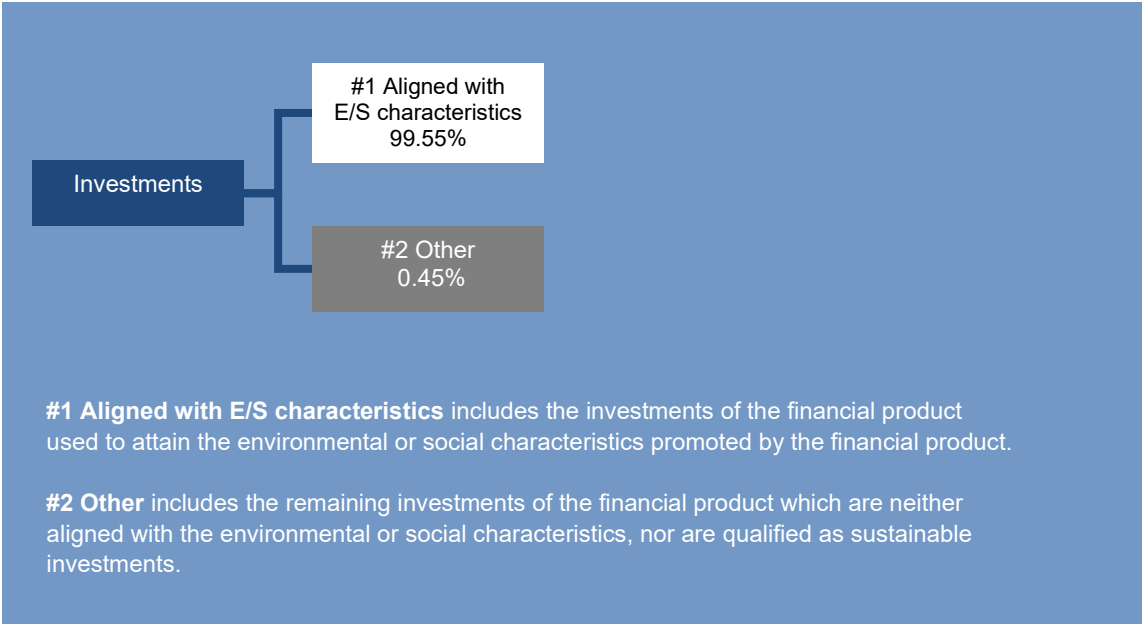 #1 Aligned with
E/S characteristics
99.55%
Investments
#2 Other
0.45%
#1 Aligned with E/S characteristics includes the investments of the financial product
used to attain the environmental or social characteristics promoted by the financial product.
#2 Other includes the remaining investments of the financial product which are neither
aligned with the environmental or social characteristics, nor are qualified as sustainable
investments.